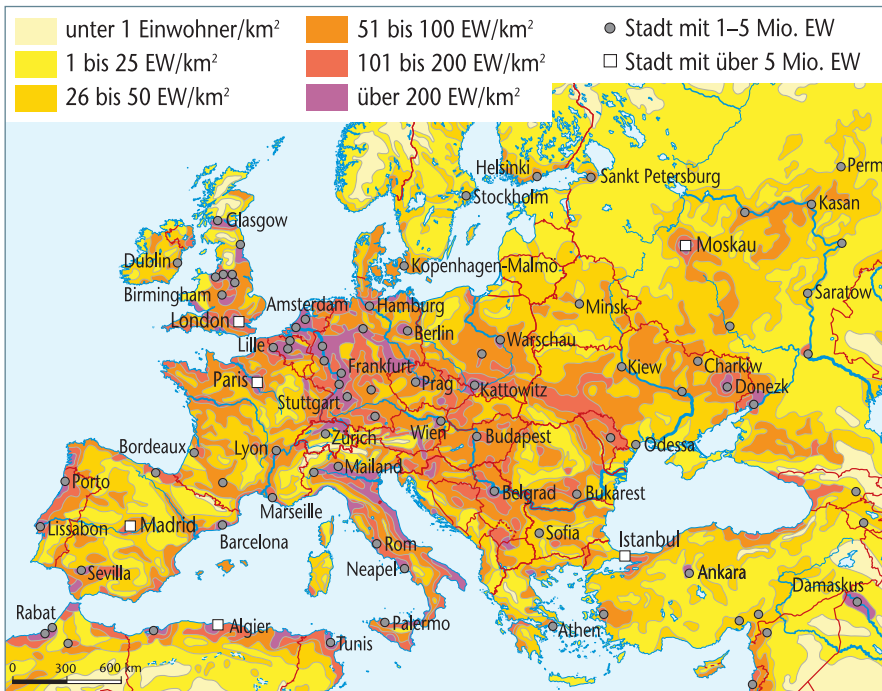 unter 1 Einwohner/km²
1 bis 25 EW/km²
26 bis 50 EW/km²
51 bis 100 EW/km²
101 bis 200 EW/km²
über 200 EW/km²
Stadt mit 1–5 Mio. EW
Stadt mit über 5 Mio. EW
Helsinki
Sankt Petersburg
Perm
Stockholm
Kasan
Glasgow
Moskau
Dublin
Kopenhagen-Malmö
Birmingham
Amsterdam
Hamburg
Minsk
Saratow
London
Berlin
Warschau
Lille
Kiew
Charkiw
Paris
Frankfurt
Prag
Kattowitz
Donezk
Stuttgart
Wien
Zürich
Budapest
Odessa
Bordeaux
Lyon
Mailand
Porto
Marseille
Belgrad
Bukarest
Lissabon
Madrid
Barcelona
Rom
Sofia
Istanbul
Sevilla
Neapel
Ankara
Damaskus
Rabat
Algier
Palermo
Athen
Tunis
0 300 600 km